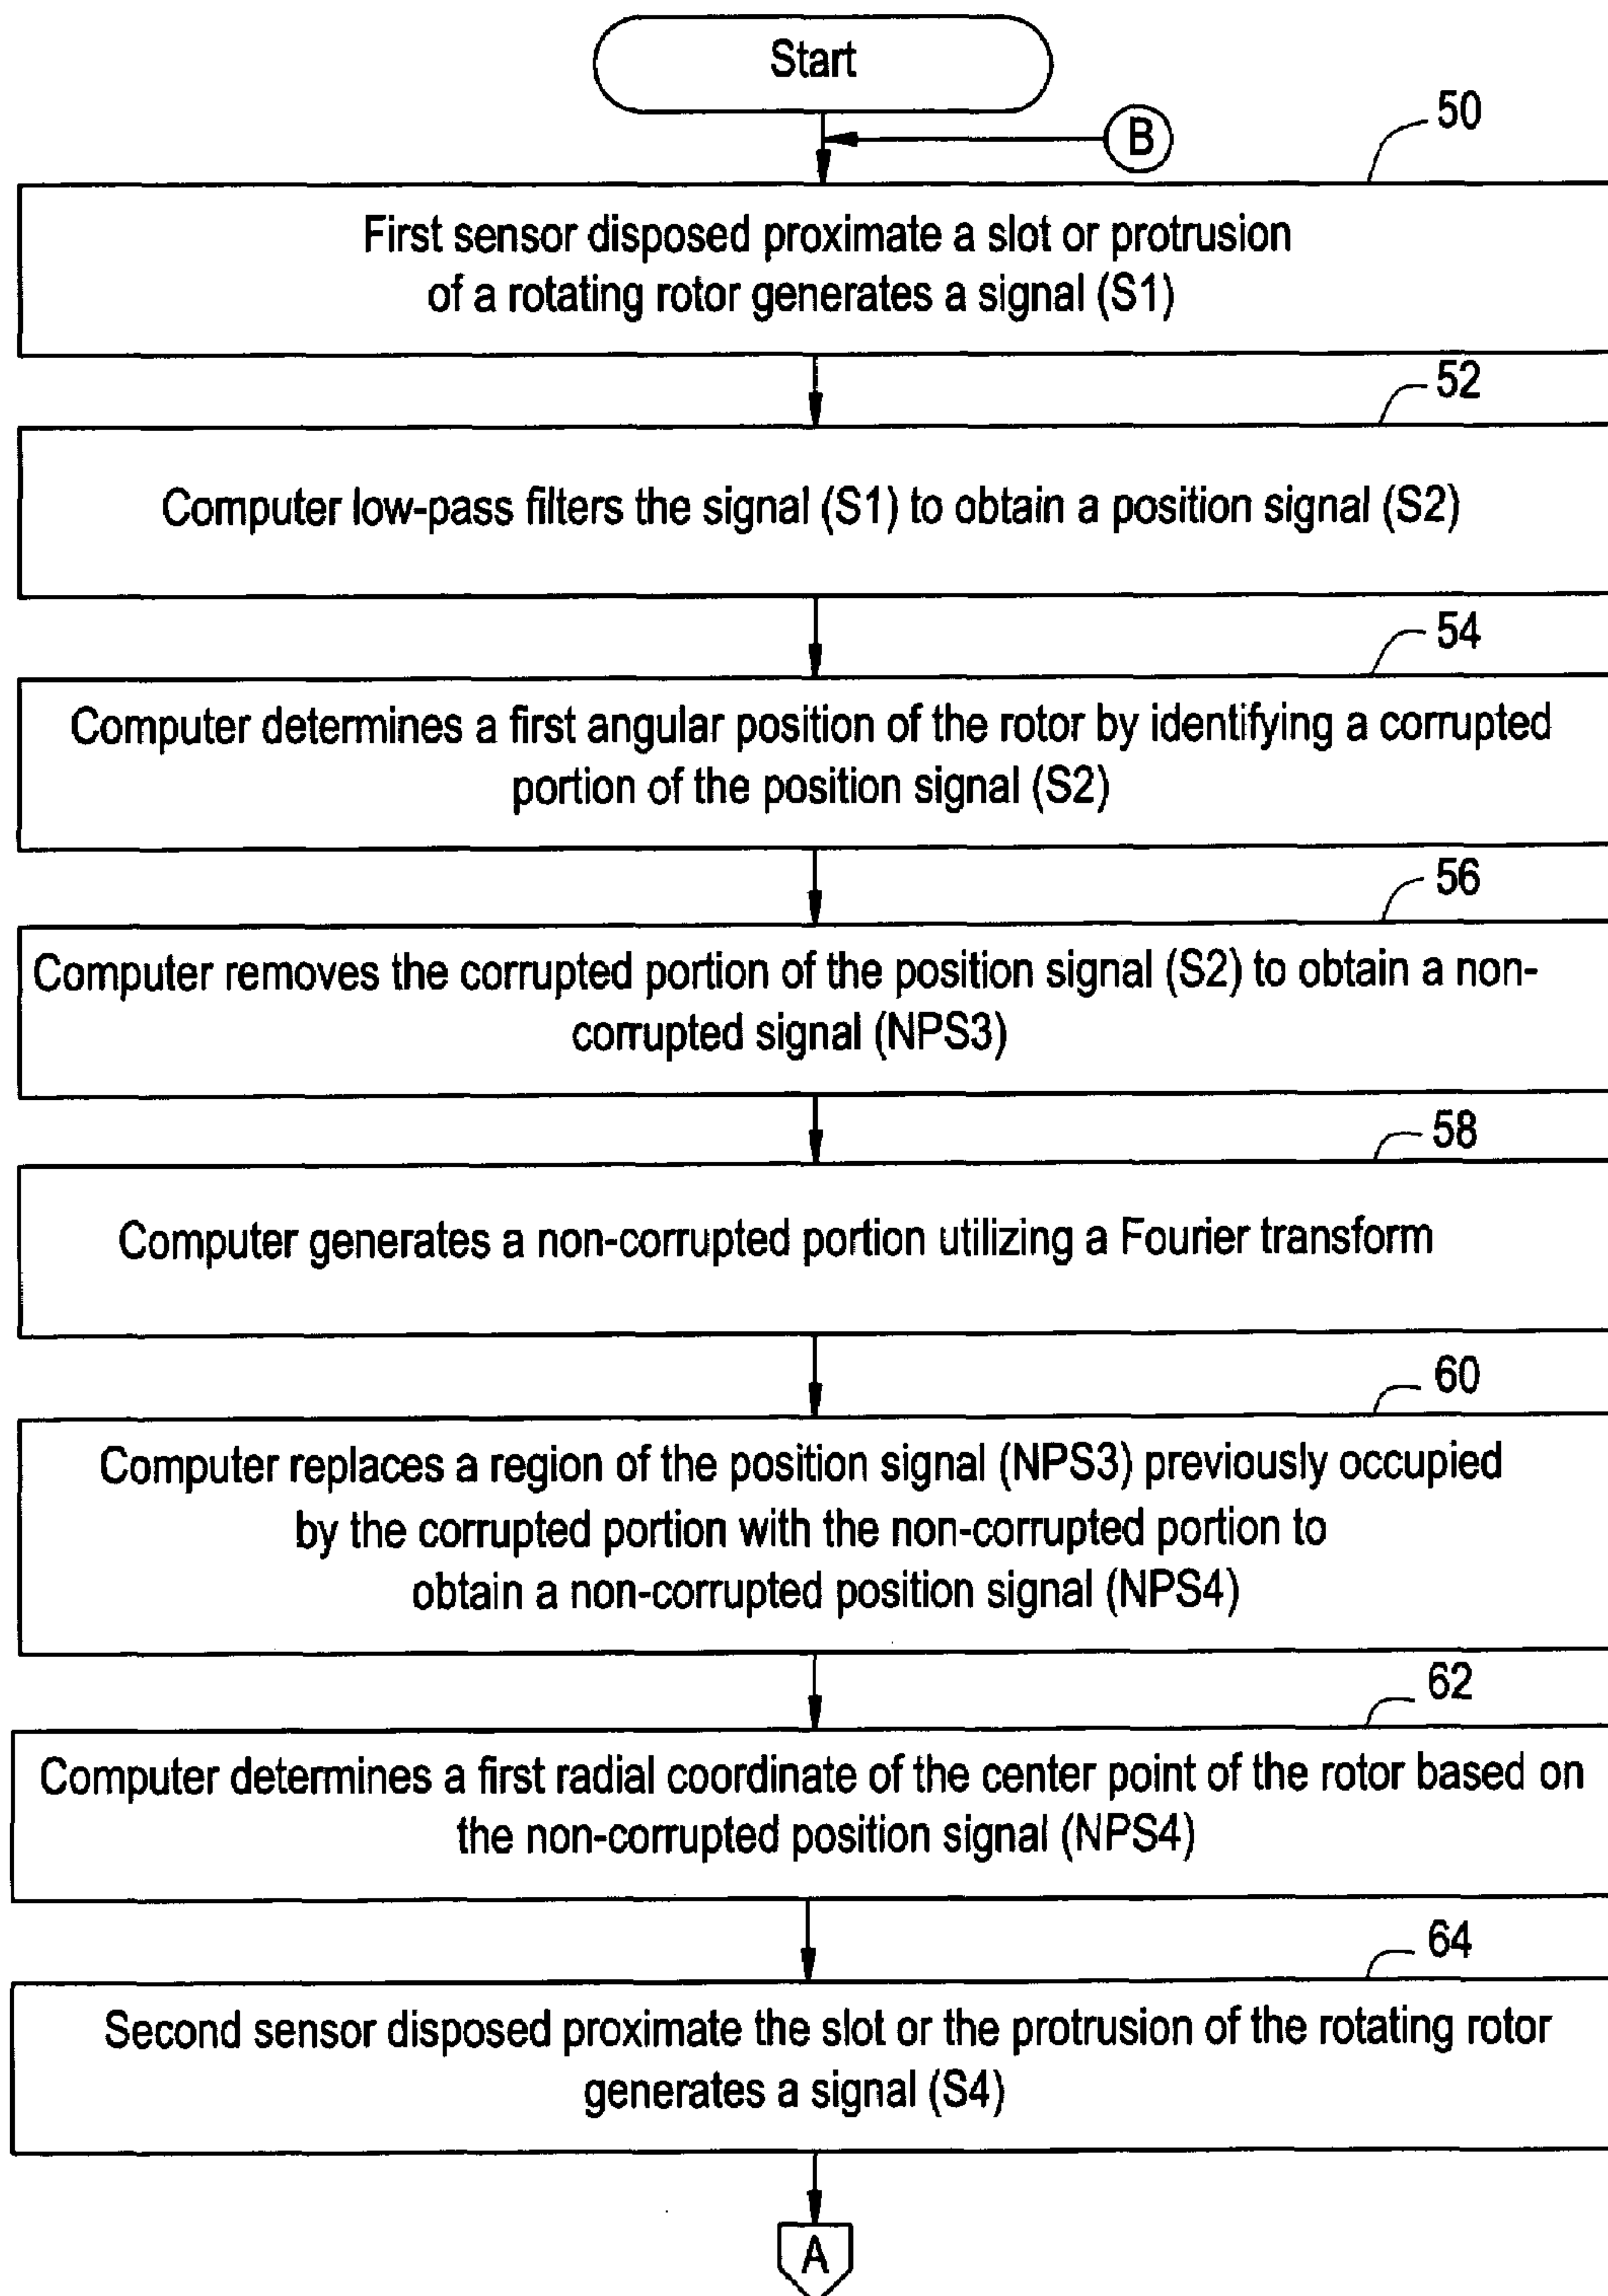 Start
B
50
First sensor disposed proximate a slot or protrusion
of a rotating rotor generates a signal (S1)
52
Computer low-pass filters the signal (S1) to obtain a position signal (S2)
54
Computer determines a first angular position of the rotor by identifying a corrupted
portion of the position signal (S2)
56
Computer removes the corrupted portion of the position signal (S2) to obtain a non-
corrupted signal (NPS3)
58
Computer generates a non-corrupted portion utilizing a Fourier transform
60
Computer replaces a region of the position signal (NPS3) previously occupied
by the corrupted portion with the non-corrupted portion to
obtain a non-corrupted position signal (NPS4)
62
Computer determines a first radial coordinate of the center point of the rotor based on
the non-corrupted position signal (NPS4)
64
Second sensor disposed proximate the slot or the protrusion of the rotating rotor
generates a signal (S4)
A